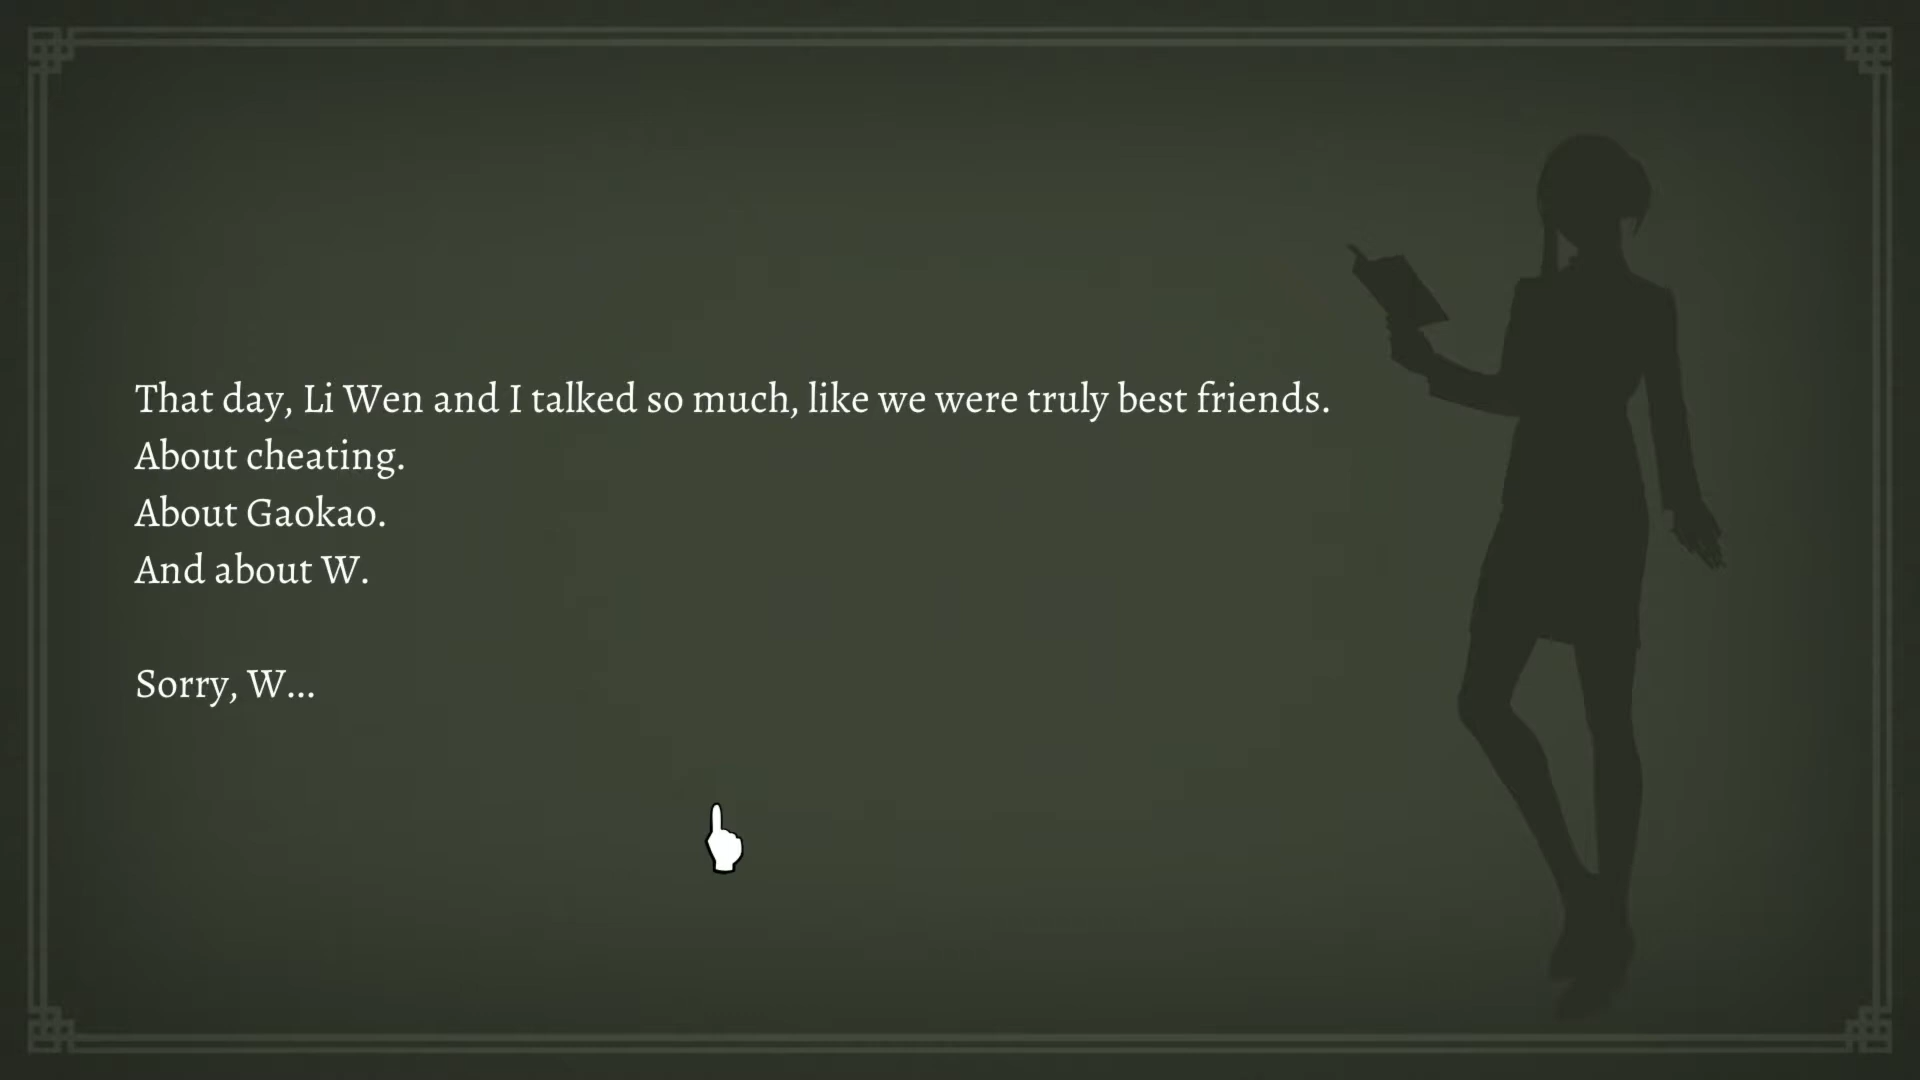 That day, Li Wen and I talked so much, like we were truly best friends.
About cheating.
About Gaokao.
And about W.
Sorry, W...